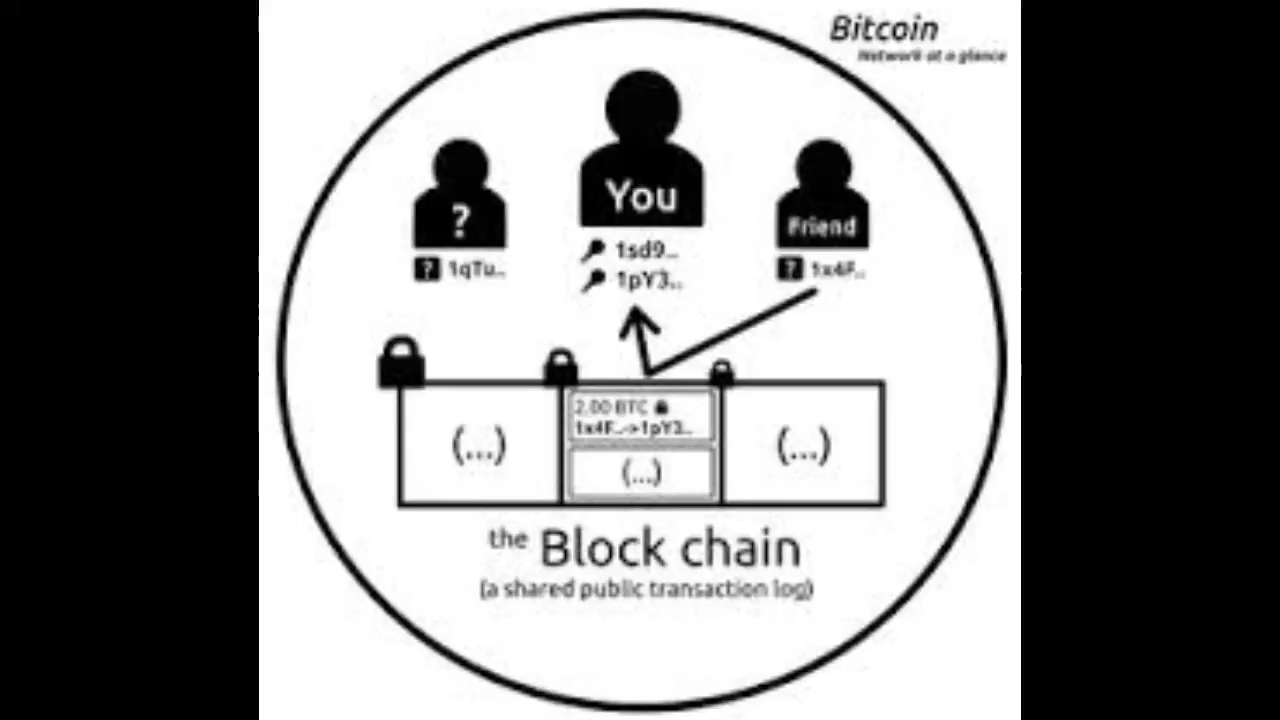 Bitcoin
Network at a glance
You
?
Friend
1sd9..
? 1qTu..
1pY3..
? 1x4F..
2.00 BTC
1x4F..->1pY3..
(...)
(...)
(...)
the Block chain
(a shared public transaction log)